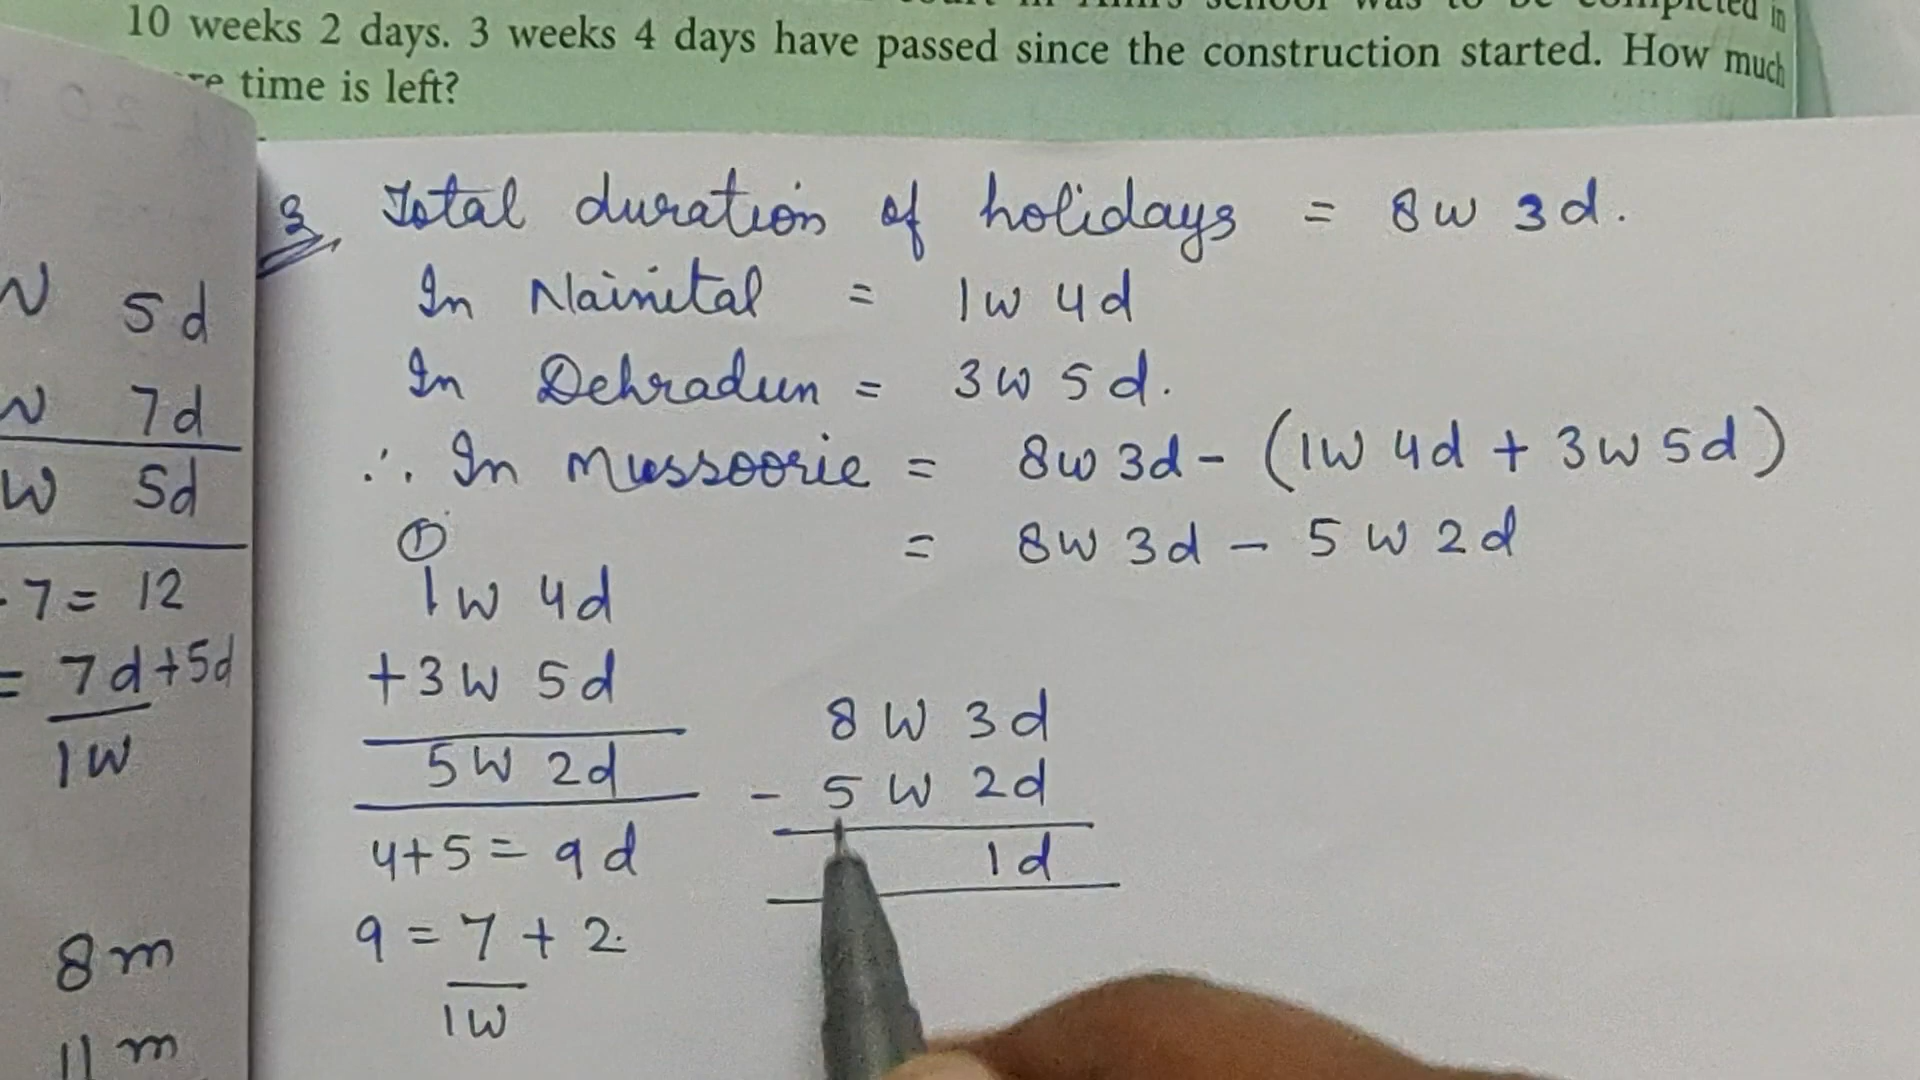 10 weeks 2 days. 3 weeks 4 days have passed since the construction started. How much
time is left?
3, Total duration of holidays = 8w 3d.
In Nainital = 1w 4d
In Dehradun = 3w 5d.
∴ In Mussoorie = 8w 3d - (1w 4d + 3w 5d)
= 8w 3d - 5w 2d
①
1w 4d
+3w 5d
5w 2d
4+5 = 9d
9 = 7 + 2.
1w
8w 3d
- 5w 2d
1d
5d
7d
w 5d
7 = 12
= 7d+5d
1w
8m
11m